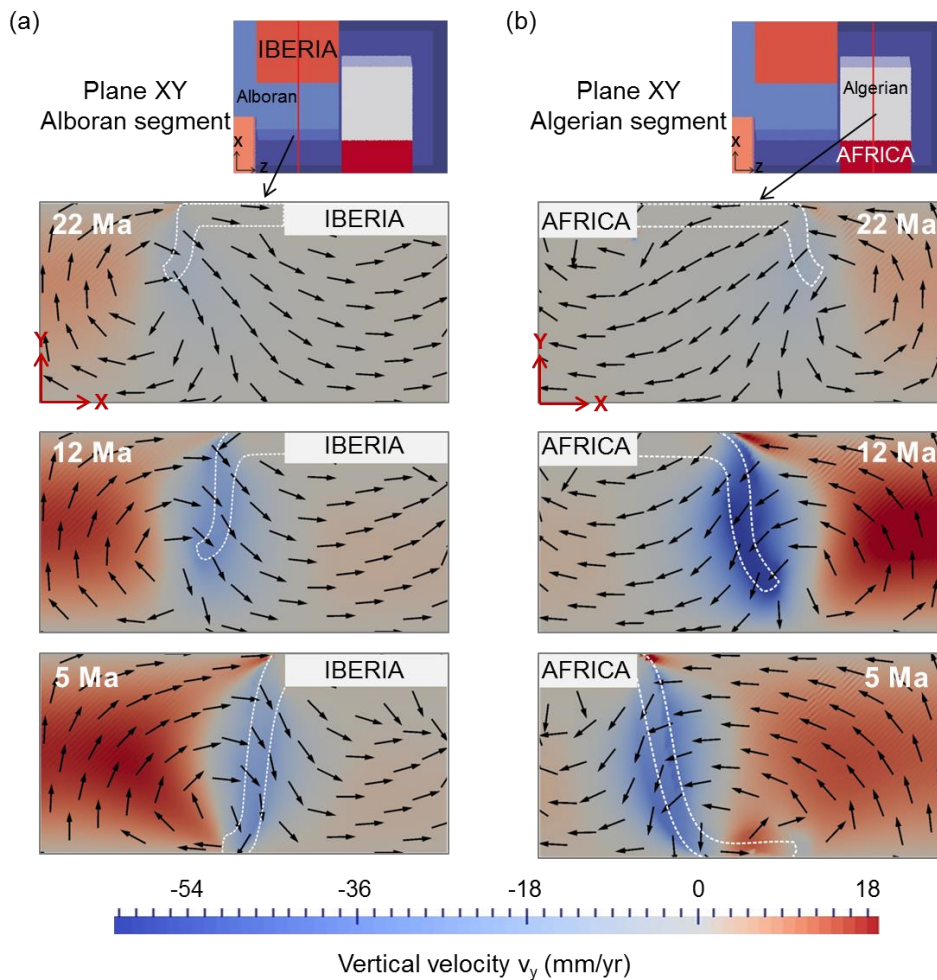 (a)
IBERIA
Plane XY
Alboran segment
Alboran
X
Z
22 Ma
IBERIA
Y
X
12 Ma
IBERIA
5 Ma
IBERIA
(b)
Plane XY
Algerian segment
Algerian
AFRICA
X
Z
AFRICA
22 Ma
Y
X
AFRICA
12 Ma
AFRICA
5 Ma
-54 -36 -18 0 18
Vertical velocity vy (mm/yr)